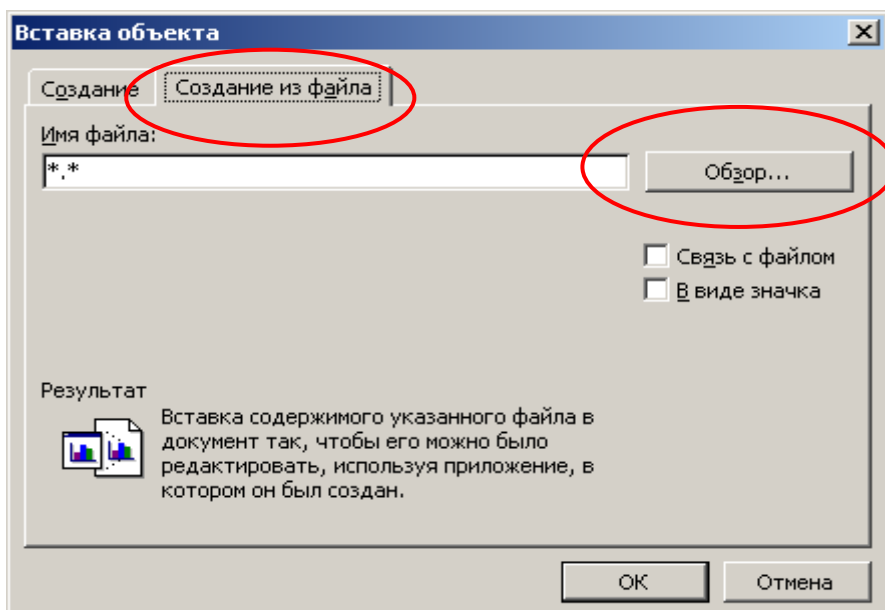 Вставка объекта
Создание
Создание из файла
Имя файла:
*.*
Обзор...
Связь с файлом
В виде значка
Результат
Вставка содержимого указанного файла в
документ так, чтобы его можно было
редактировать, используя приложение, в
котором он был создан.
ОК
Отмена